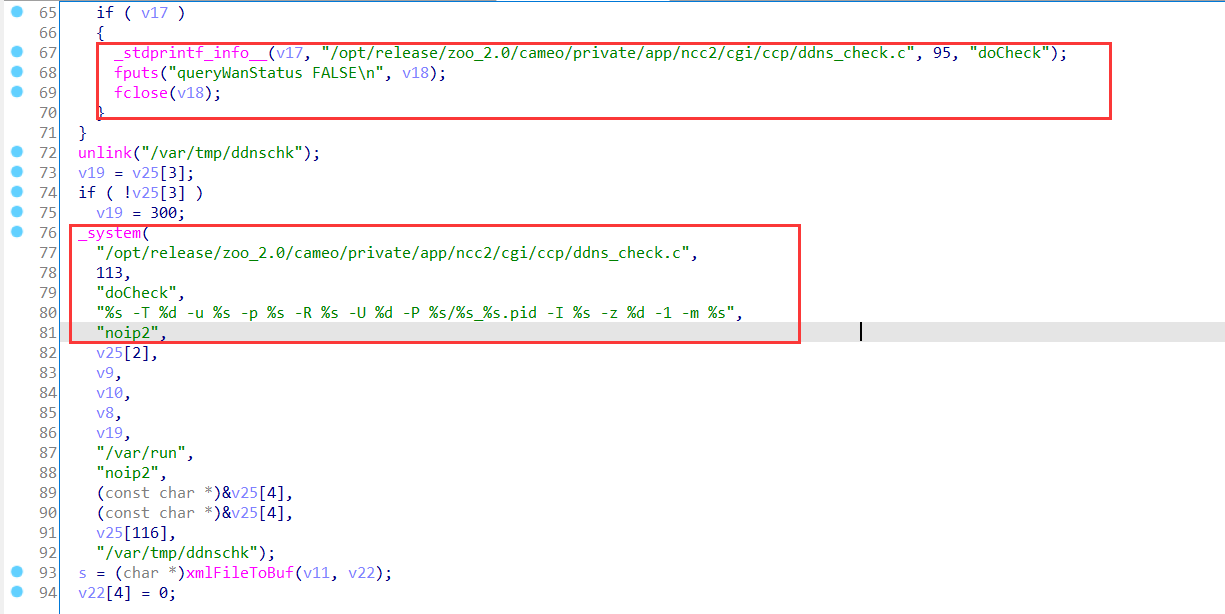 65 if ( v17 )
66 {
67 _stdprintf_info__(v17, "/opt/release/zoo_2.0/cameo/private/app/ncc2/cgi/ccp/ddns_check.c", 95, "doCheck");
68 fputs("queryWanStatus FALSE\n", v18);
69 fclose(v18);
70 }
71 }
72 unlink("/var/tmp/ddnschk");
73 v19 = v25[3];
74 if ( !v25[3] )
75 v19 = 300;
76 _system(
77 "/opt/release/zoo_2.0/cameo/private/app/ncc2/cgi/ccp/ddns_check.c",
78 113,
79 "doCheck",
80 "%s -T %d -u %s -p %s -R %s -U %d -P %s/%s_%s.pid -I %s -z %d -1 -m %s",
81 "noip2",
82 v25[2],
83 v9,
84 v10,
85 v8,
86 v19,
87 "/var/run",
88 "noip2",
89 (const char *)&v25[4],
90 (const char *)&v25[4],
91 v25[116],
92 "/var/tmp/ddnschk");
93 s = (char *)xmlFileToBuf(v11, v22);
94 v22[4] = 0;